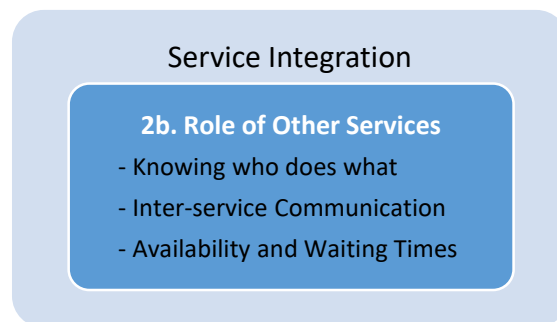 Service Integration
2b. Role of Other Services
- Knowing who does what
- Inter-service Communication
- Availability and Waiting Times